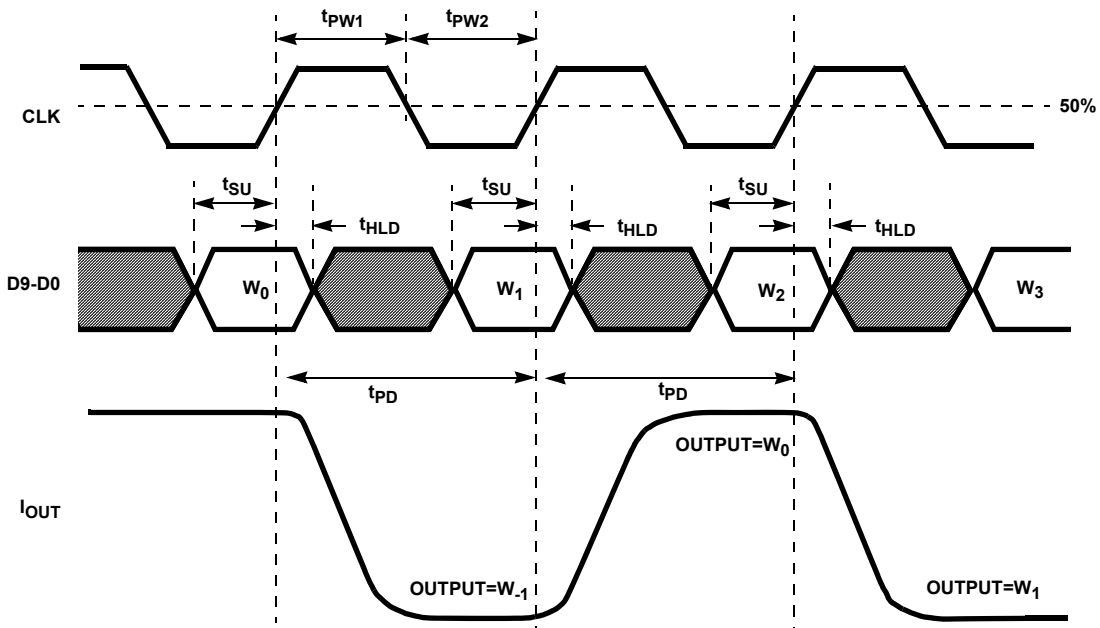 tPW1 tPW2
CLK
50%
tSU tSU tSU
tHLD tHLD tHLD
D9-D0
W0 W1 W2 W3
tPD tPD
OUTPUT=W0
IOUT
OUTPUT=W-1 OUTPUT=W1